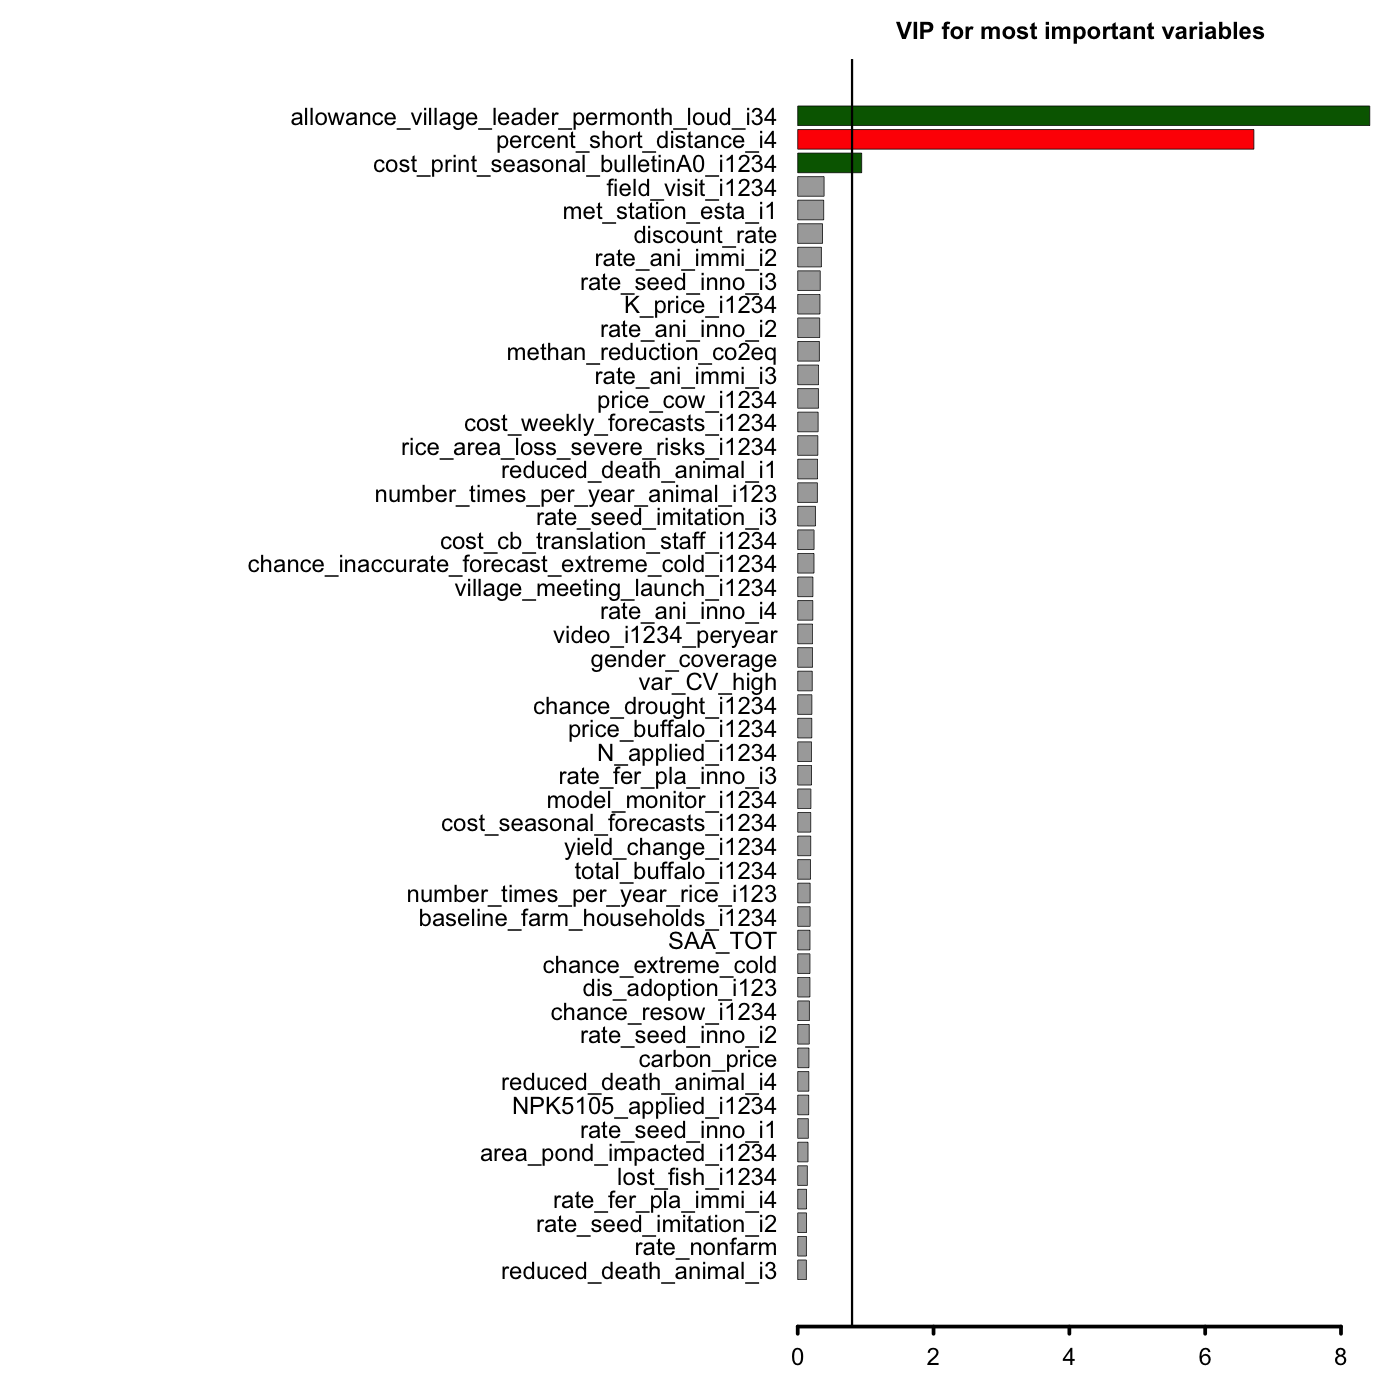 VIP for most important variables
allowance_village_leader_permonth_loud_i34
percent_short_distance_i4
cost_print_seasonal_bulletinA0_i1234
field_visit_i1234
met_station_esta_i1
discount_rate
rate_ani_immi_i2
rate_seed_inno_i3
K_price_i1234
rate_ani_inno_i2
methan_reduction_co2eq
rate_ani_immi_i3
price_cow_i1234
cost_weekly_forecasts_i1234
rice_area_loss_severe_risks_i1234
reduced_death_animal_i1
number_times_per_year_animal_i123
rate_seed_imitation_i3
cost_cb_translation_staff_i1234
chance_inaccurate_forecast_extreme_cold_i1234
village_meeting_launch_i1234
rate_ani_inno_i4
video_i1234_peryear
gender_coverage
var_CV_high
chance_drought_i1234
price_buffalo_i1234
N_applied_i1234
rate_fer_pla_inno_i3
model_monitor_i1234
cost_seasonal_forecasts_i1234
yield_change_i1234
total_buffalo_i1234
number_times_per_year_rice_i123
baseline_farm_households_i1234
SAA_TOT
chance_extreme_cold
dis_adoption_i123
chance_resow_i1234
rate_seed_inno_i2
carbon_price
reduced_death_animal_i4
NPK5105_applied_i1234
rate_seed_inno_i1
area_pond_impacted_i1234
lost_fish_i1234
rate_fer_pla_immi_i4
rate_seed_imitation_i2
rate_nonfarm
reduced_death_animal_i3
0 2 4 6 8